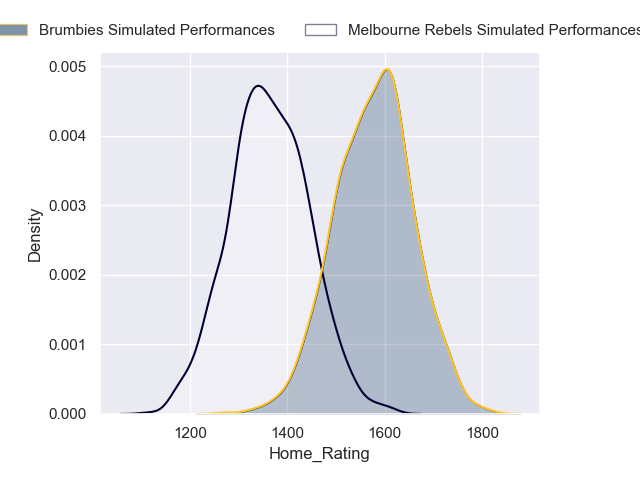 Brumbies Simulated Performances Melbourne Rebels Simulated Performances
0.005
0.004
0.003
0.002
0.001
0.000
Density
1200 1400 1600 1800
Home_Rating